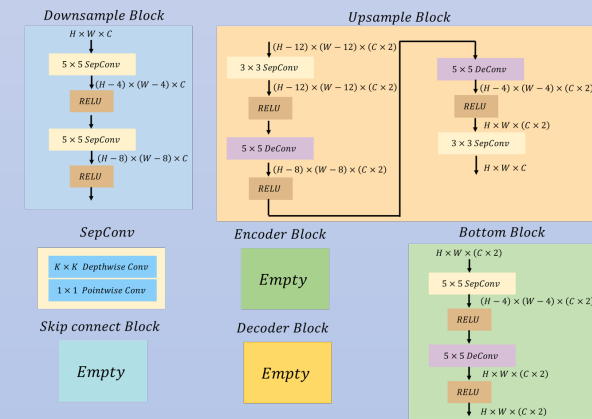 Downsample Block
H × W × C
5 × 5 SepConv
(H − 4) × (W − 4) × C
RELU
5 × 5 SepConv
(H − 8) × (W − 8) × C
RELU
Upsample Block
(H − 12) × (W − 12) × (C × 2)
3 × 3 SepConv
(H − 12) × (W − 12) × (C × 2)
RELU
5 × 5 DeConv
(H − 8) × (W − 8) × (C × 2)
RELU
5 × 5 DeConv
(H − 4) × (W − 4) × (C × 2)
RELU
H × W × (C × 2)
3 × 3 SepConv
H × W × C
SepConv
K × K Depthwise Conv
1 × 1 Pointwise Conv
Encoder Block
Empty
Skip connect Block
Empty
Decoder Block
Empty
Bottom Block
H × W × (C × 2)
5 × 5 SepConv
(H − 4) × (W − 4) × (C × 2)
RELU
5 × 5 DeConv
H × W × (C × 2)
RELU
H × W × (C × 2)